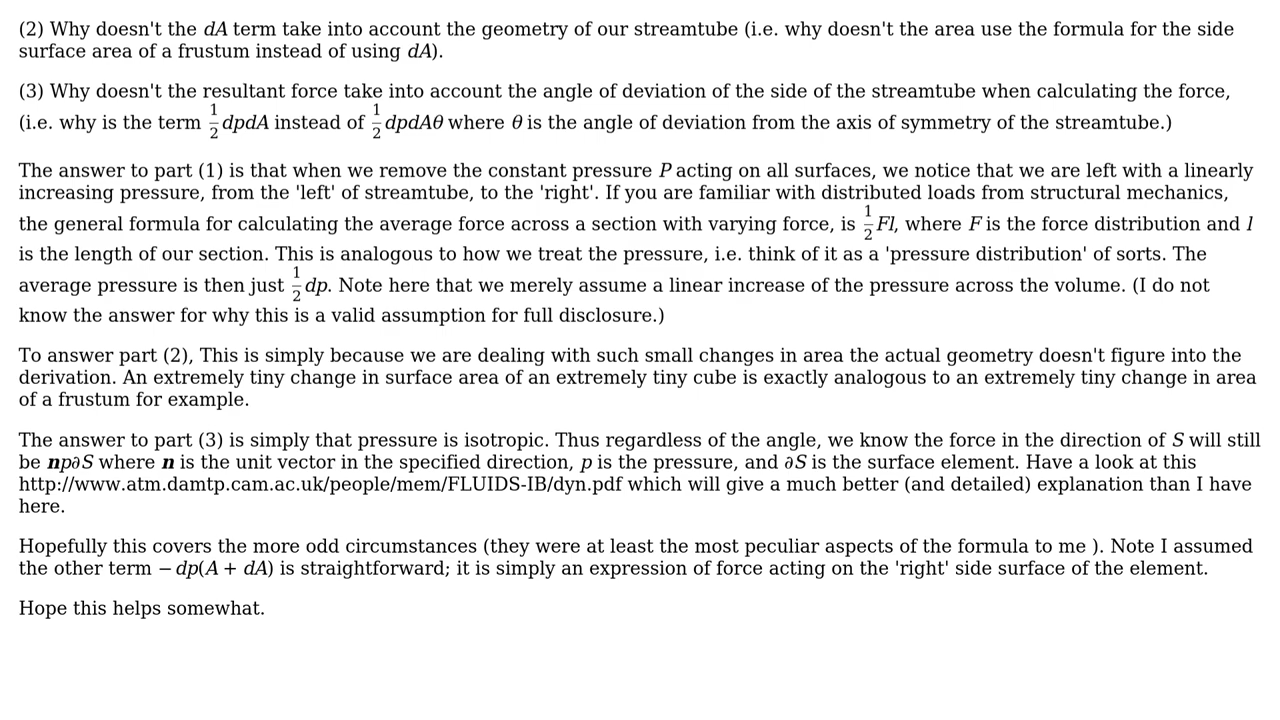 (2) Why doesn't the dA term take into account the geometry of our streamtube (i.e. why doesn't the area use the formula for the side
surface area of a frustum instead of using dA).
(3) Why doesn't the resultant force take into account the angle of deviation of the side of the streamtube when calculating the force,
(i.e. why is the term 1/2 dpdA instead of 1/2 dpdAθ where θ is the angle of deviation from the axis of symmetry of the streamtube.)
The answer to part (1) is that when we remove the constant pressure P acting on all surfaces, we notice that we are left with a linearly
increasing pressure, from the 'left' of streamtube, to the 'right'. If you are familiar with distributed loads from structural mechanics,
the general formula for calculating the average force across a section with varying force, is 1/2 Fl, where F is the force distribution and l
is the length of our section. This is analogous to how we treat the pressure, i.e. think of it as a 'pressure distribution' of sorts. The
average pressure is then just 1/2 dp. Note here that we merely assume a linear increase of the pressure across the volume. (I do not
know the answer for why this is a valid assumption for full disclosure.)
To answer part (2), This is simply because we are dealing with such small changes in area the actual geometry doesn't figure into the
derivation. An extremely tiny change in surface area of an extremely tiny cube is exactly analogous to an extremely tiny change in area
of a frustum for example.
The answer to part (3) is simply that pressure is isotropic. Thus regardless of the angle, we know the force in the direction of S will still
be np∂S where n is the unit vector in the specified direction, p is the pressure, and ∂S is the surface element. Have a look at this
http://www.atm.damtp.cam.ac.uk/people/mem/FLUIDS-IB/dyn.pdf which will give a much better (and detailed) explanation than I have
here.
Hopefully this covers the more odd circumstances (they were at least the most peculiar aspects of the formula to me ). Note I assumed
the other term − dp(A + dA) is straightforward; it is simply an expression of force acting on the 'right' side surface of the element.
Hope this helps somewhat.